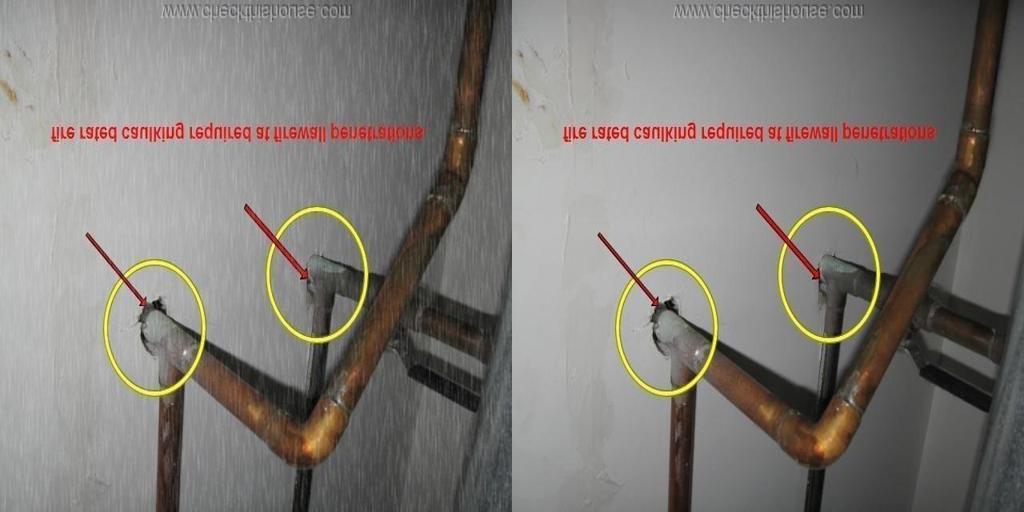 www.checkthishouse.com www.checkthishouse.com
fire rated caulking required at firewall penetrations fire rated caulking required at firewall penetrations